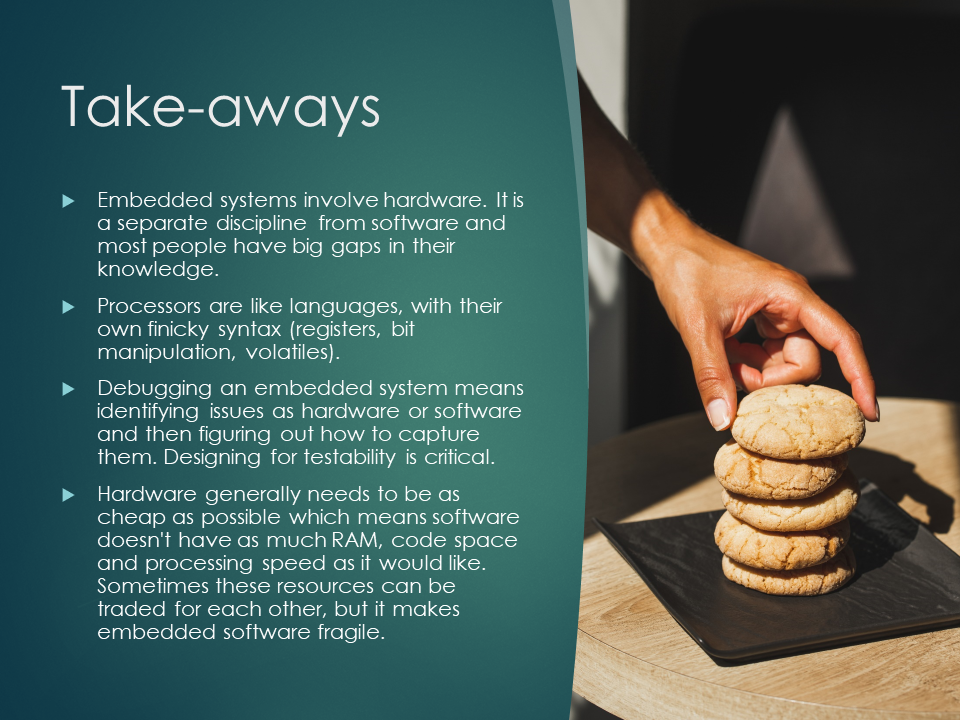 Take-aways
Embedded systems involve hardware. It is
a separate discipline from software and
most people have big gaps in their
knowledge.
Processors are like languages, with their
own finicky syntax (registers, bit
manipulation, volatiles).
Debugging an embedded system means
identifying issues as hardware or software
and then figuring out how to capture
them. Designing for testability is critical.
Hardware generally needs to be as
cheap as possible which means software
doesn't have as much RAM, code space
and processing speed as it would like.
Sometimes these resources can be
traded for each other, but it makes
embedded software fragile.